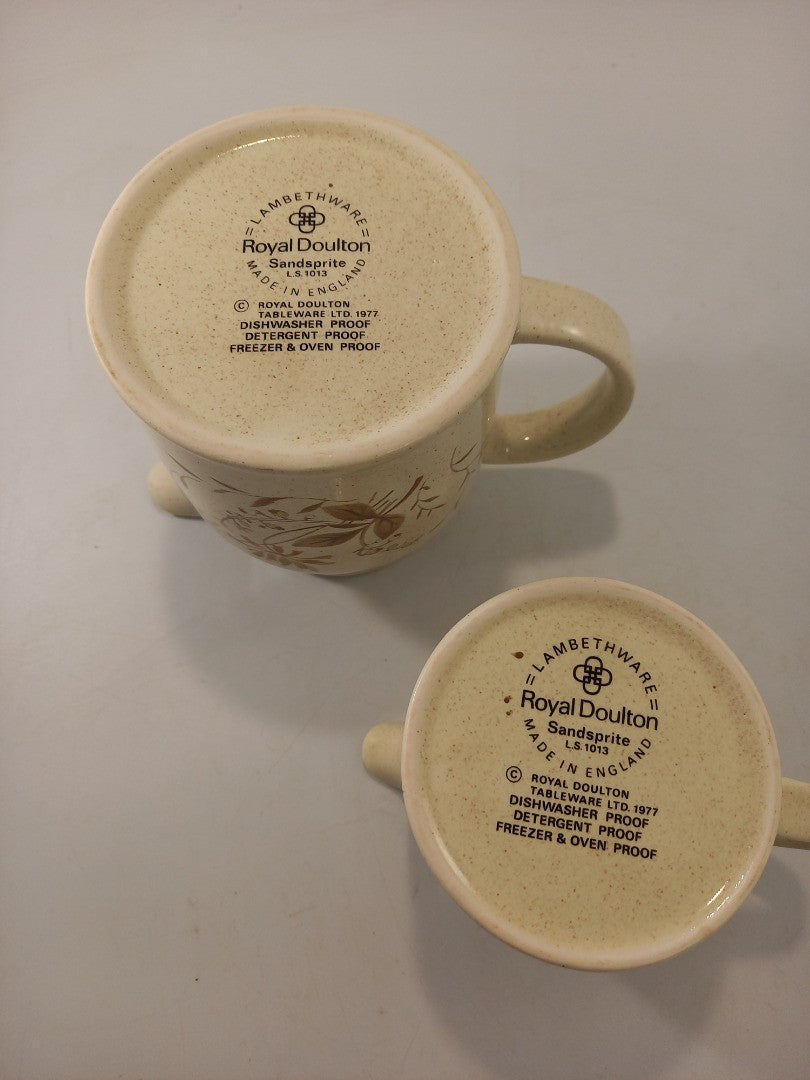 =LAMBETHWARE=
Royal Doulton
Sandsprite
L.S.1013
MADE IN ENGLAND
© ROYAL DOULTON
TABLEWARE LTD. 1977
DISHWASHER PROOF
DETERGENT PROOF
FREEZER & OVEN PROOF
=LAMBETHWARE=
Royal Doulton
Sandsprite
L.S.1013
MADE IN ENGLAND
© ROYAL DOULTON
TABLEWARE LTD. 1977
DISHWASHER PROOF
DETERGENT PROOF
FREEZER & OVEN PROOF